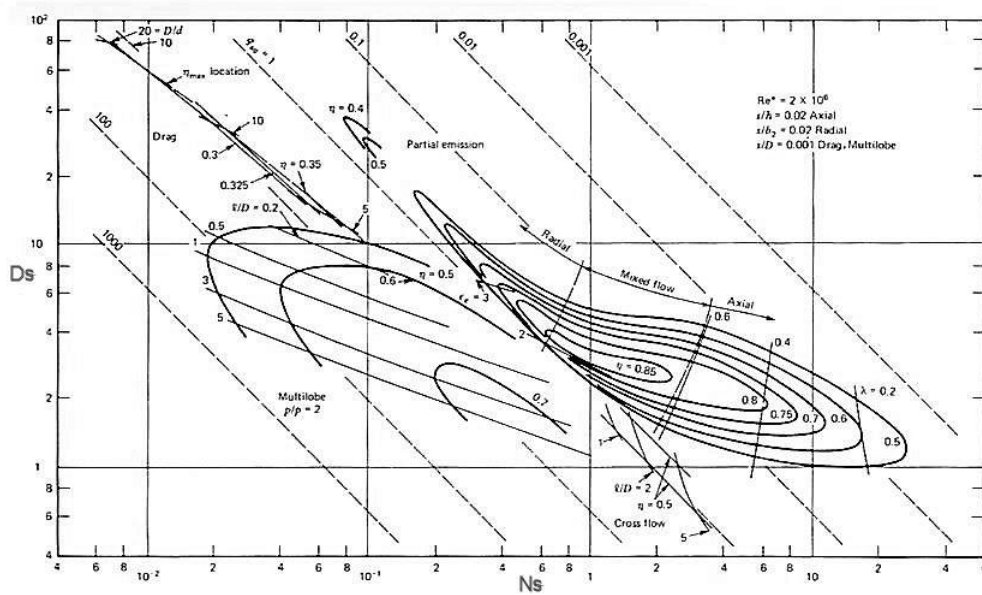 10²
8
6
4
2
10
8
6
4
2
1
8
6
4
Ds
4
6
8
10⁻²
2
4
6
8
10⁻¹
2
4
6
8
1
2
4
6
8
10
2
4
Ns
20 = D/d
10
ηmax location
Drag
100
1000
10
0.3
0.325
η = 0.35
ℓ/D = 0.2
5
0.5
1
3
5
η = 0.5
0.6
0.7
Multilobe
= 2
= 1
0.1
0.01
0.001
η = 0.4
0.5
Partial emission
Re* = 2 X 10⁶
= 0.02 Axial
s/b₂ = 0.02 Radial
s/D = 0.001 Drag, Multilobe
Radial
Mixed flow
Axial
0.6
0.4
λ = 0.2
= 3
2
η = 0.85
0.8
0.75
0.7
0.6
0.5
1
ℓ/D = 2
η = 0.5
Cross flow
5